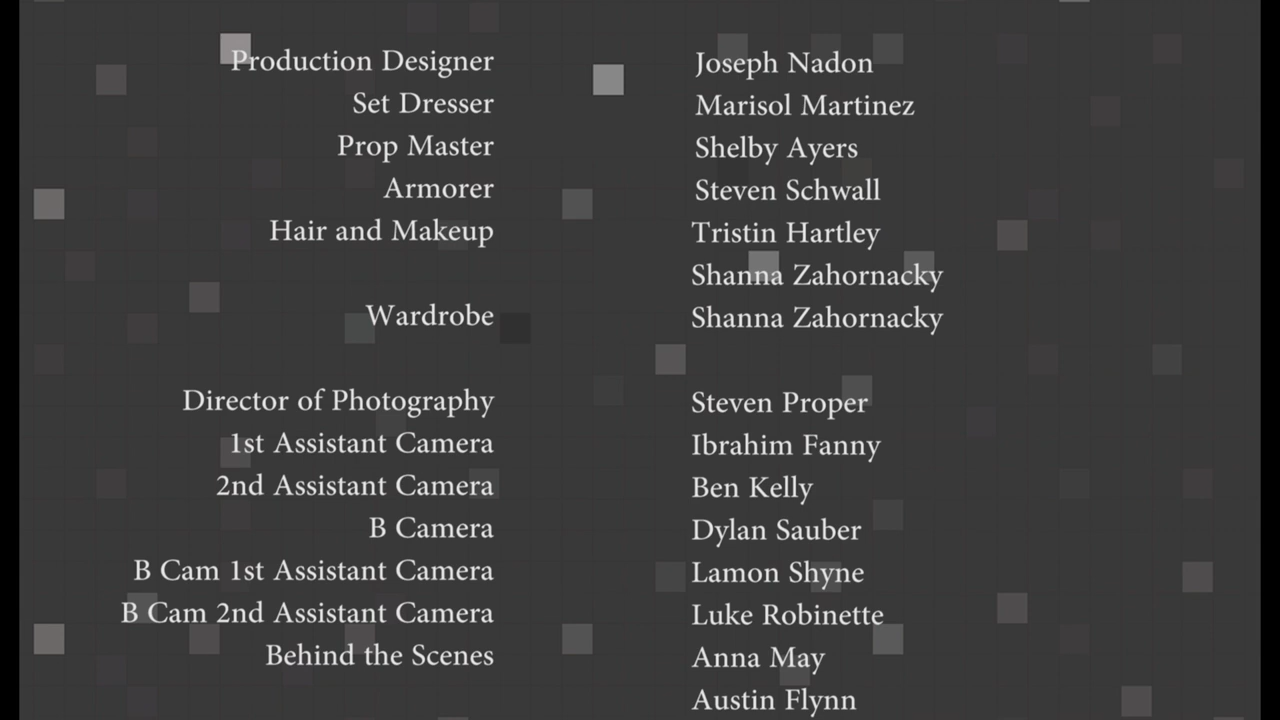 Production Designer Joseph Nadon
Set Dresser Marisol Martinez
Prop Master Shelby Ayers
Armorer Steven Schwall
Hair and Makeup Tristin Hartley
Shanna Zahornacky
Wardrobe Shanna Zahornacky
Director of Photography Steven Proper
1st Assistant Camera Ibrahim Fanny
2nd Assistant Camera Ben Kelly
B Camera Dylan Sauber
B Cam 1st Assistant Camera Lamon Shyne
B Cam 2nd Assistant Camera Luke Robinette
Behind the Scenes Anna May
Austin Flynn